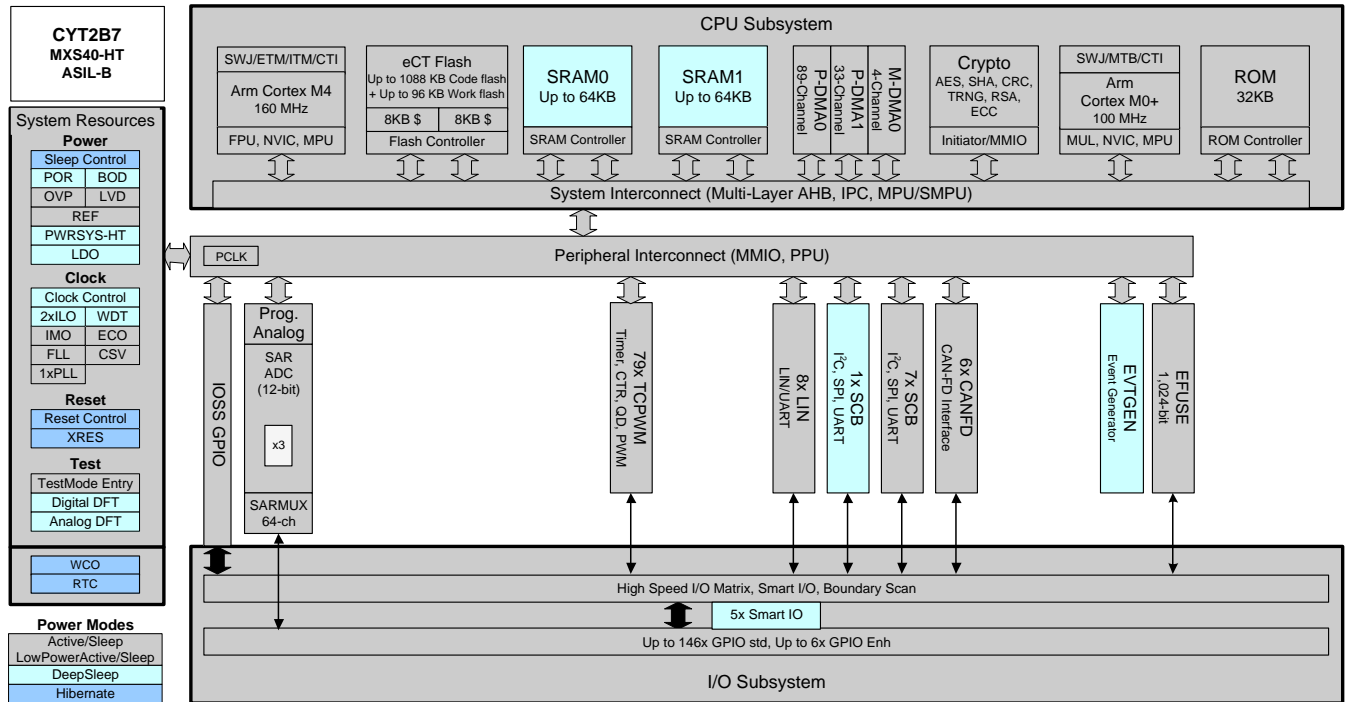 CYT2B7
MXS40-HT
ASIL-B
System Resources
Power
Sleep Control
POR BOD
OVP LVD
REF
PWRSYS-HT
LDO
Clock
Clock Control
2xILO WDT
IMO ECO
FLL CSV
1xPLL
Reset
Reset Control
XRES
Test
TestMode Entry
Digital DFT
Analog DFT
WCO
RTC
Power Modes
Active/Sleep
LowPowerActive/Sleep
DeepSleep
Hibernate
CPU Subsystem
SWJ/ETM/ITM/CTI
Arm Cortex M4
160 MHz
FPU, NVIC, MPU
eCT Flash
Up to 1088 KB Code flash
+ Up to 96 KB Work flash
8KB $ 8KB $
Flash Controller
SRAM0
Up to 64KB
SRAM Controller
SRAM1
Up to 64KB
SRAM Controller
P-DMA0
89-Channel
P-DMA1
33-Channel
M-DMA0
4-Channel
Crypto
AES, SHA, CRC,
TRNG, RSA,
ECC
Initiator/MMIO
SWJ/MTB/CTI
Arm
Cortex M0+
100 MHz
MUL, NVIC, MPU
ROM
32KB
ROM Controller
System Interconnect (Multi-Layer AHB, IPC, MPU/SMPU)
PCLK
Peripheral Interconnect (MMIO, PPU)
IOSS GPIO
Prog.
Analog
SAR
ADC
(12-bit)
x3
SARMUX
64-ch
79x TCPWM
Timer, CTR, QD, PWM
8x LIN
LIN/UART
1x SCB
I²C, SPI, UART
7x SCB
I²C, SPI, UART
6x CANFD
CAN-FD Interface
EVTGEN
Event Generator
EFUSE
1,024-bit
High Speed I/O Matrix, Smart I/O, Boundary Scan
5x Smart IO
Up to 146x GPIO std, Up to 6x GPIO Enh
I/O Subsystem